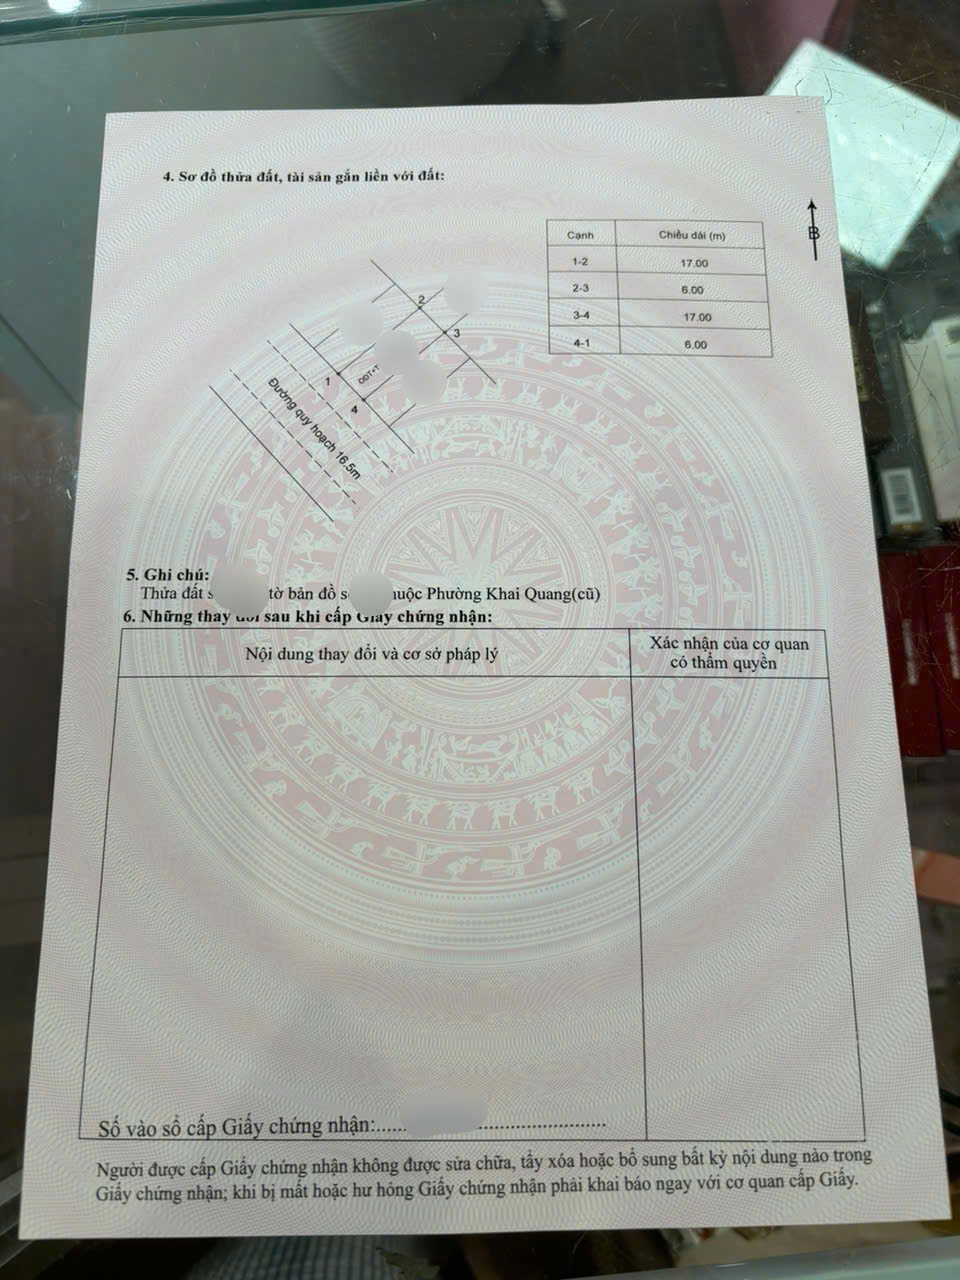 4. Sơ đồ thửa đất, tài sản gắn liền với đất:
B
Cạnh Chiều dài (m)
1-2 17.00
2-3 6.00
3-4 17.00
4-1 6.00
2
3
1
ODT+T
4
Đường quy hoạch 16.5m
5. Ghi chú:
Thửa đất tờ bản đồ Phường Khai Quang(cũ)
6. Những thay đổi sau khi cấp Giấy chứng nhận:
Nội dung thay đổi và cơ sở pháp lý
Xác nhận của cơ quan
có thẩm quyền
Số vào sổ cấp Giấy chứng nhận:.....
Người được cấp Giấy chứng nhận không được sửa chữa, tẩy xóa hoặc bổ sung bất kỳ nội dung nào trong
Giấy chứng nhận; khi bị mất hoặc hư hỏng Giấy chứng nhận phải khai báo ngay với cơ quan cấp Giấy.